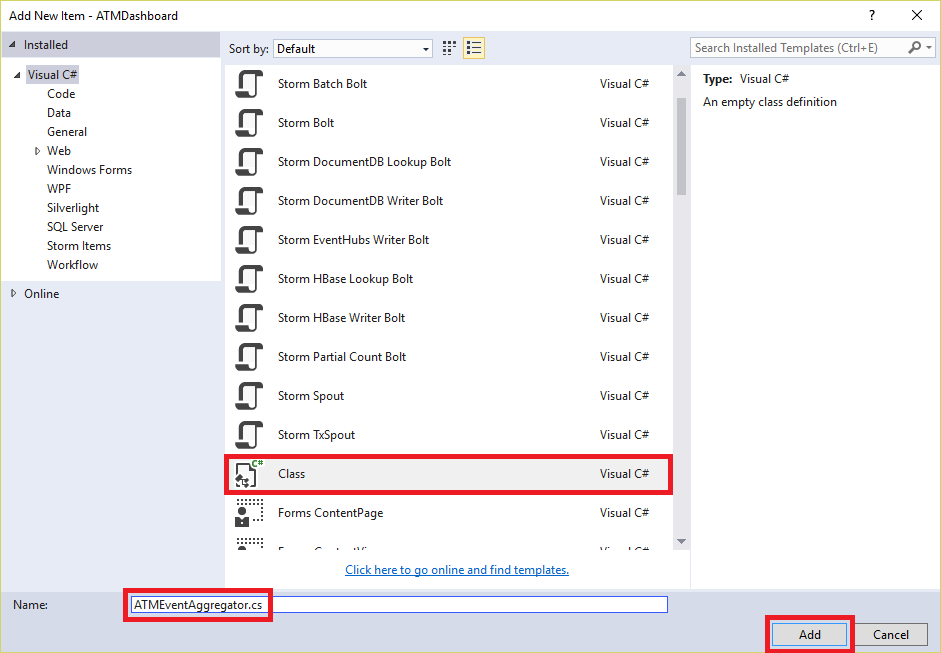 Add New Item - ATMDashboard
?
Installed
Sort by: Default
Search Installed Templates (Ctrl+E)
Visual C#
Code
Data
General
Web
Windows Forms
WPF
Silverlight
SQL Server
Storm Items
Workflow
Online
Storm Batch Bolt Visual C#
Storm Bolt Visual C#
Storm DocumentDB Lookup Bolt Visual C#
Storm DocumentDB Writer Bolt Visual C#
Storm EventHubs Writer Bolt Visual C#
Storm HBase Lookup Bolt Visual C#
Storm HBase Writer Bolt Visual C#
Storm Partial Count Bolt Visual C#
Storm Spout Visual C#
Storm TxSpout Visual C#
C#
Class Visual C#
Forms ContentPage Visual C#
Click here to go online and find templates.
Type: Visual C#
An empty class definition
Name: ATMEventAggregator.cs
Add Cancel